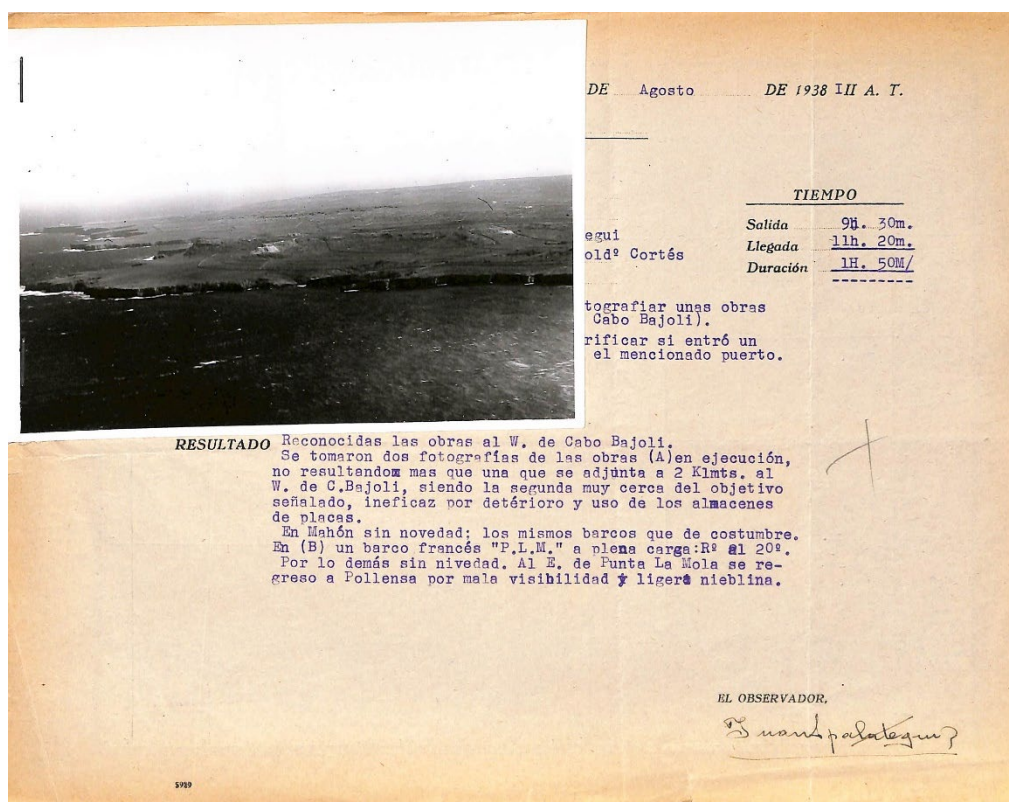 DE Agosto DE 1938 III A. T.
TIEMPO
Salida 9h. 30m.
egui
Llegada 11h. 20m.
oldº Cortés
Duración 1H. 50M/
tografiar unas obras
Cabo Bajoli).
rificar si entró un
el mencionado puerto.
RESULTADO Reconocidas las obras al W. de Cabo Bajoli.
Se tomaron dos fotografías de las obras (A)en ejecución,
no resultando mas que una que se adjunta a 2 Klmts. al
W. de C.Bajoli, siendo la segunda muy cerca del objetivo
señalado, ineficaz por detérioro y uso de los almacenes
de placas.
En Mahón sin novedad: los mismos barcos que de costumbre.
En (B) un barco francés "P.L.M." a plena carga:Rº al 20º.
Por lo demás sin nivedad. Al E. de Punta La Mola se re-
greso a Pollensa por mala visibilidad y ligera nieblina.
EL OBSERVADOR,
5989